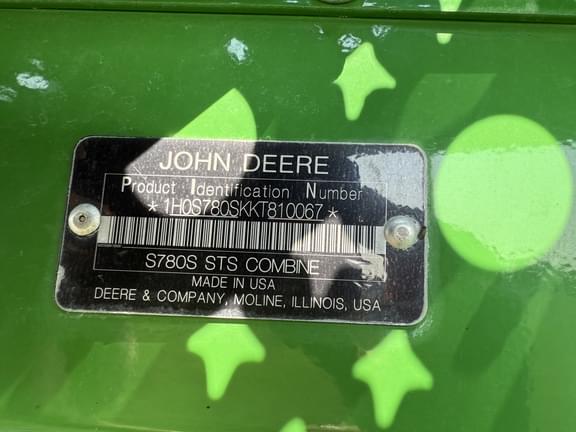 JOHN DEERE
Product Identification Number
*1H0S780SKKT810067*
S780S STS COMBINE
MADE IN USA
DEERE & COMPANY, MOLINE, ILLINOIS, USA